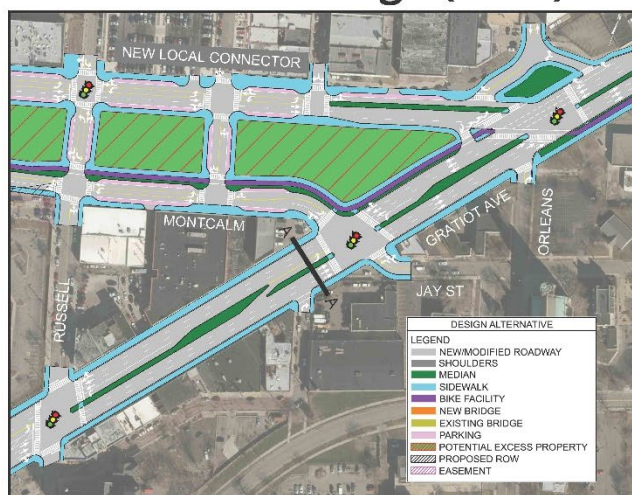 NEW LOCAL CONNECTOR
MONTCALM
RUSSELL
GRATIOT AVE
ORLEANS
JAY ST
A
A
DESIGN ALTERNATIVE
LEGEND
NEW/MODIFIED ROADWAY
SHOULDERS
MEDIAN
SIDEWALK
BIKE FACILITY
NEW BRIDGE
EXISTING BRIDGE
PARKING
POTENTIAL EXCESS PROPERTY
PROPOSED ROW
EASEMENT